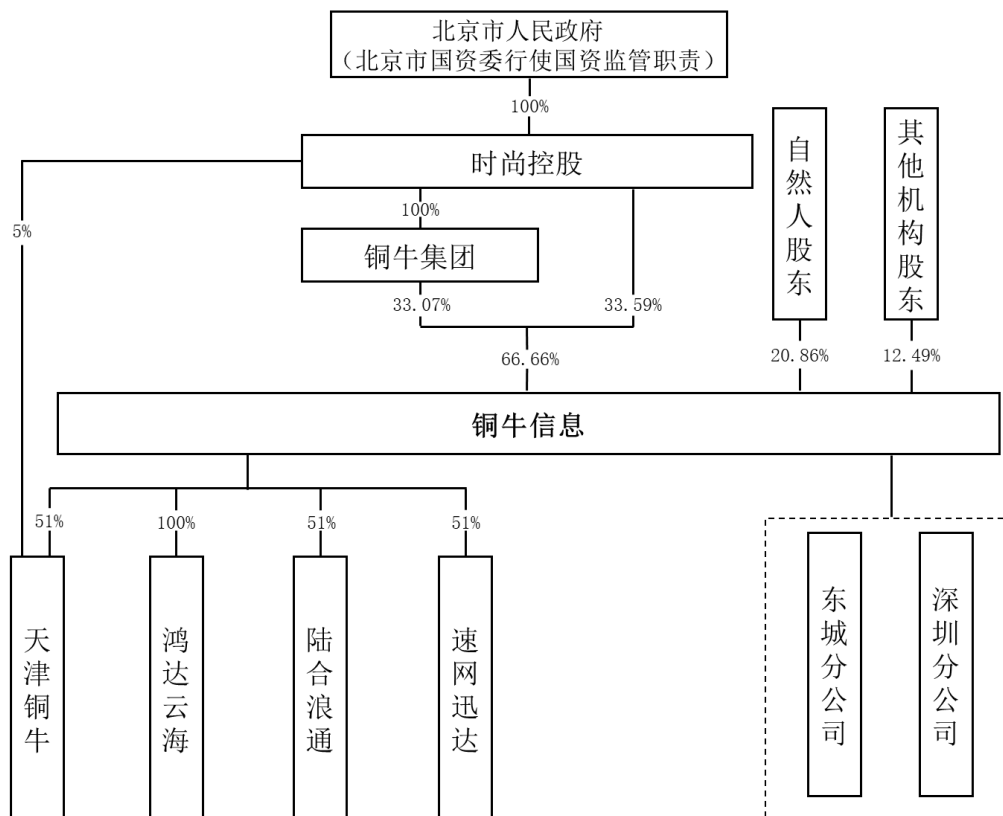 北京市人民政府
（北京市国资委行使国资监管职责）
100%
时尚控股
自然人股东
其他机构股东
5%
100%
铜牛集团
33.07%
33.59%
66.66%
20.86%
12.49%
铜牛信息
51%
100%
51%
51%
天津铜牛
鸿达云海
陆合浪通
速网迅达
东城分公司
深圳分公司